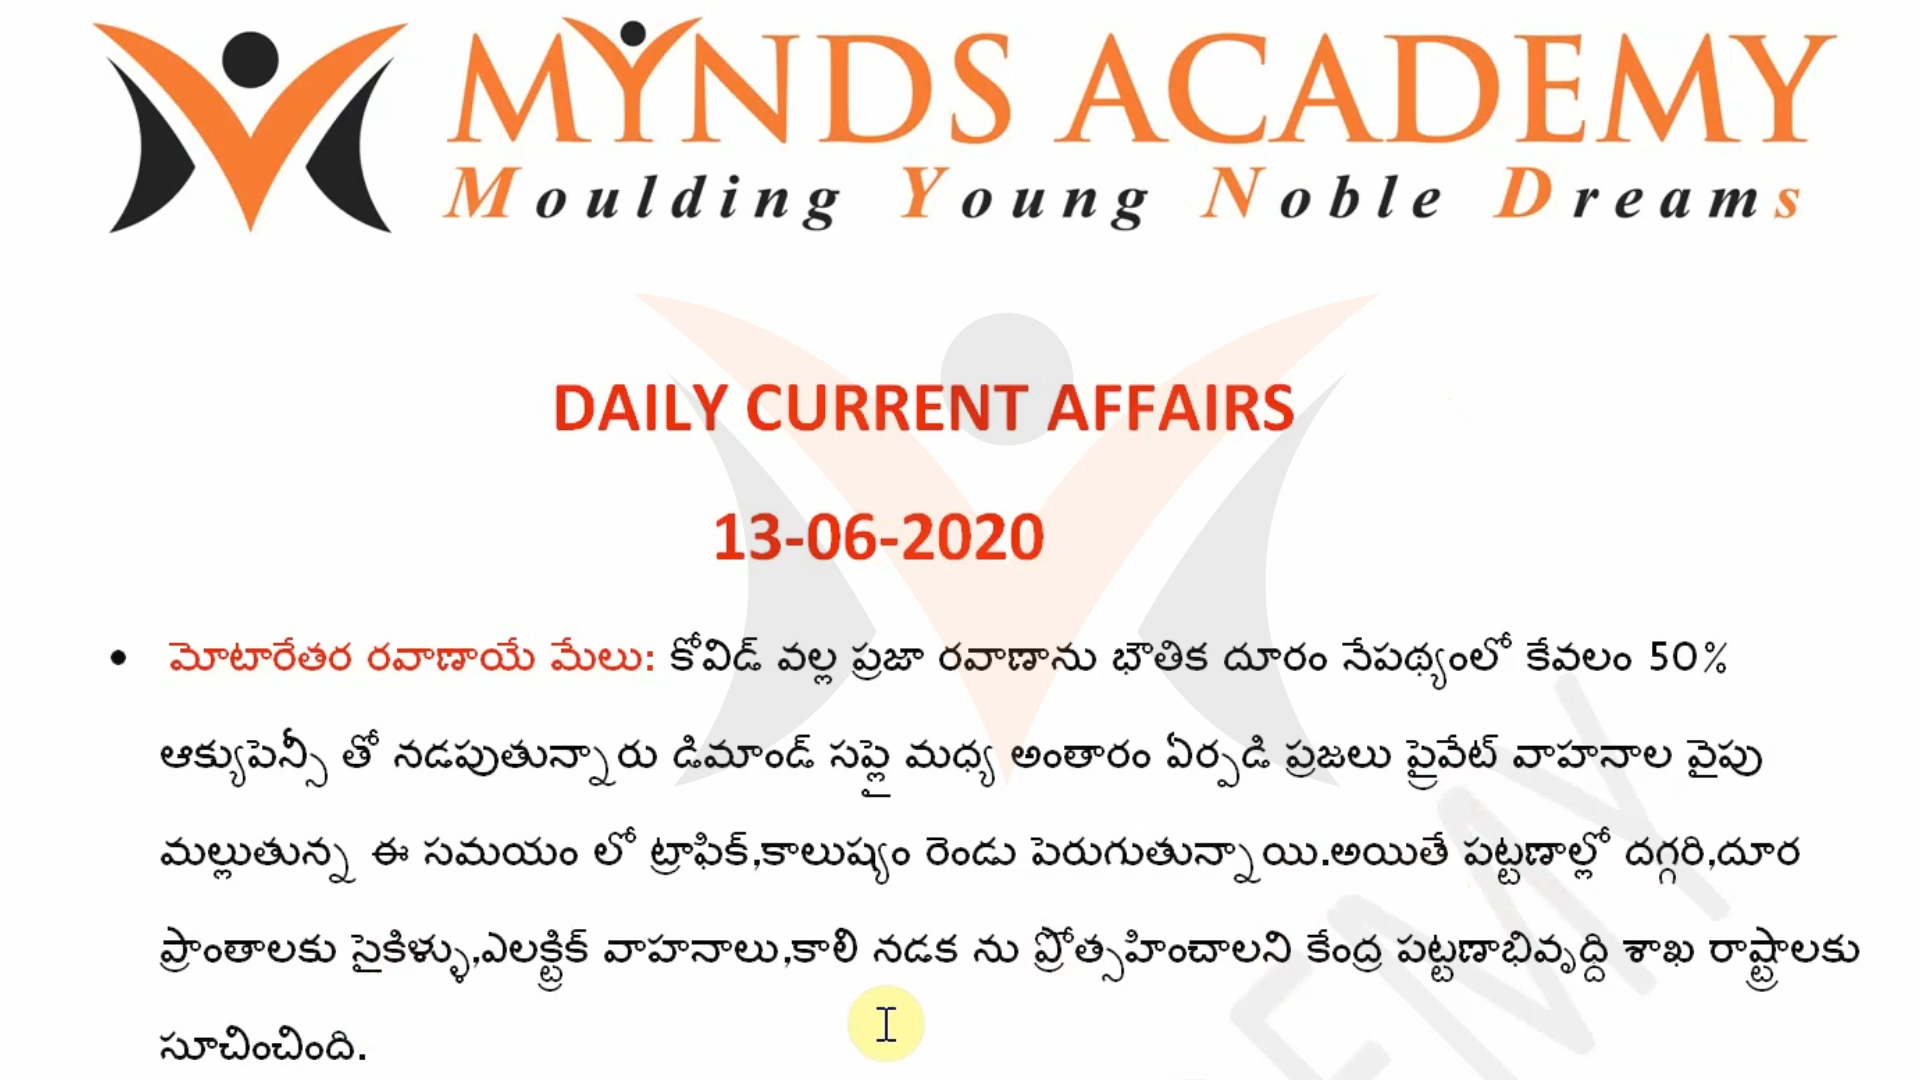 MYNDS ACADEMY
Moulding Young Noble Dreams
DAILY CURRENT AFFAIRS
13-06-2020
• మోటారేతర రవాణాయే మేలు: కోవిడ్ వల్ల ప్రజా రవాణాను భౌతిక దూరం నేపథ్యంలో కేవలం 50%
ఆక్యుపెన్సీ తో నడపుతున్నారు డిమాండ్ సప్లై మధ్య అంతారం ఏర్పడి ప్రజలు ప్రైవేట్ వాహనాల వైపు
మల్లుతున్న ఈ సమయం లో ట్రాఫిక్,కాలుష్యం రెండు పెరుగుతున్నాయి.అయితే పట్టణాల్లో దగ్గరి,దూర
ప్రాంతాలకు సైకిళ్ళు,ఎలక్ట్రిక్ వాహనాలు,కాలి నడక ను ప్రోత్సహించాలని కేంద్ర పట్టణాభివృద్ది శాఖ రాష్ట్రాలకు
సూచించింది.